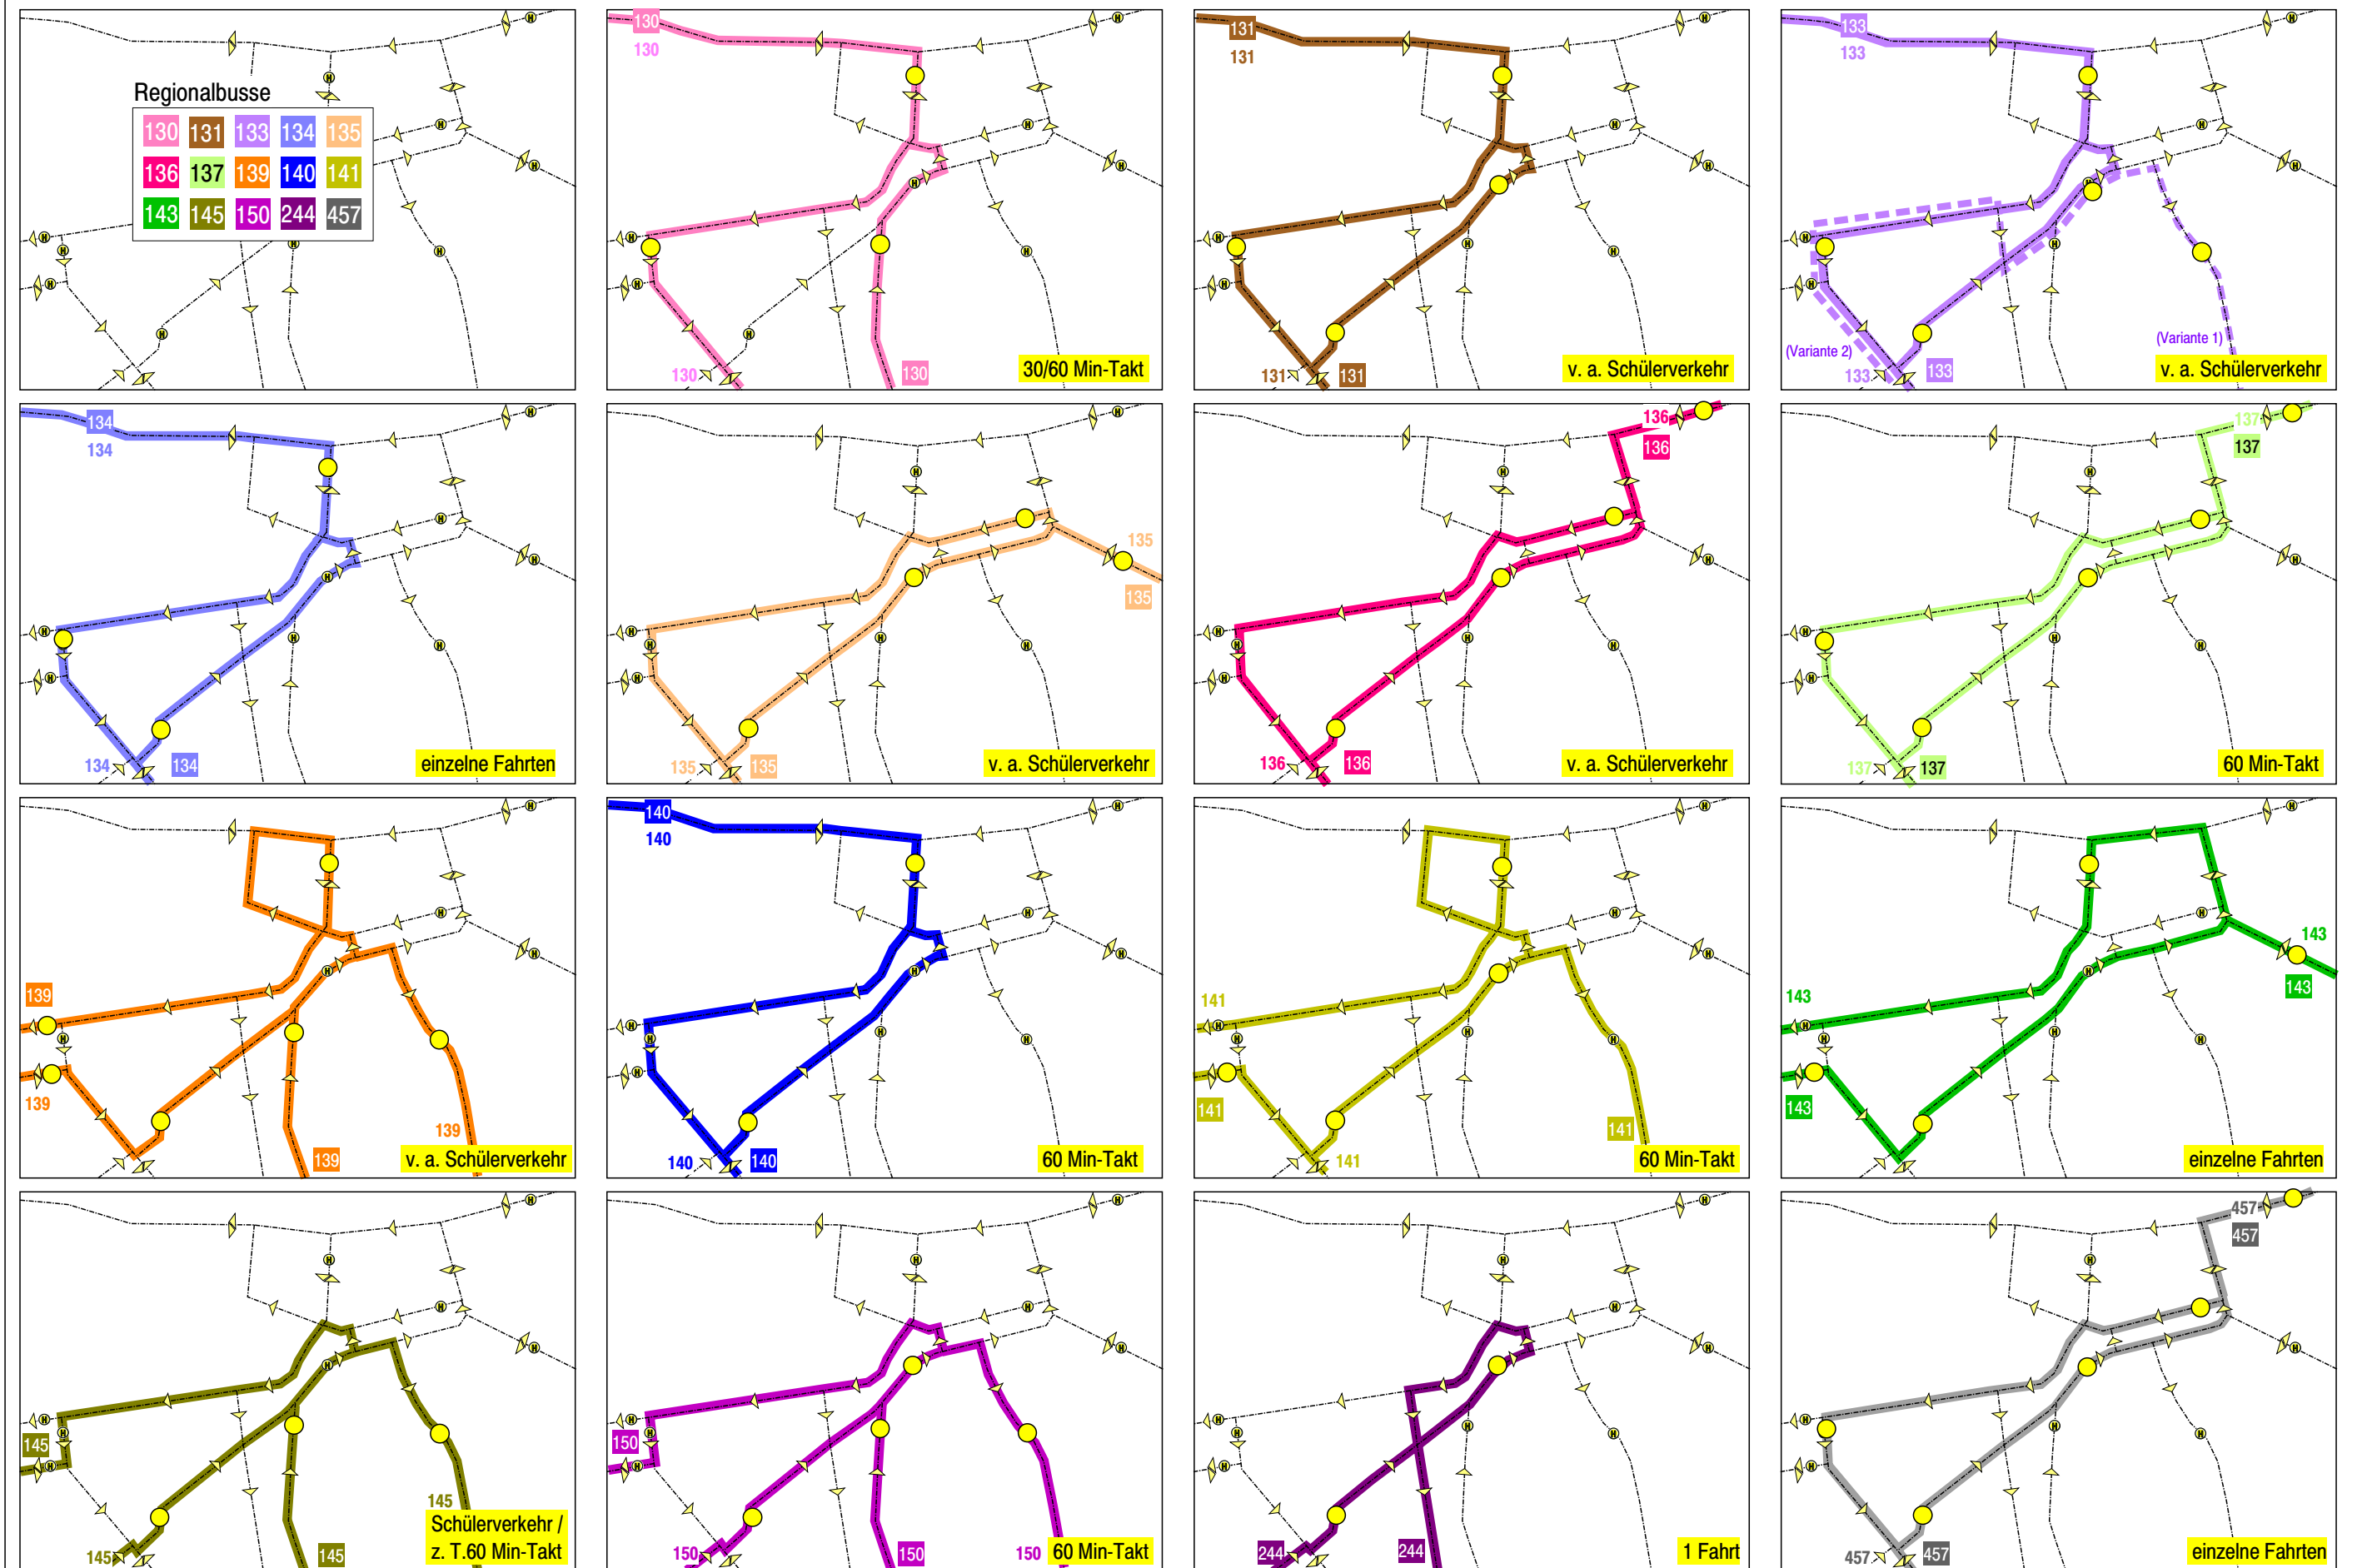 Regionalbusse
130 131 133 134 135
136 137 139 140 141
143 145 150 244 457
130
130
130
130
30/60 Min-Takt
131
131
131
131
v. a. Schülerverkehr
133
133
(Variante 1)
(Variante 2)
133
133
v. a. Schülerverkehr
134
134
134
134
einzelne Fahrten
135
135
135
135
v. a. Schülerverkehr
136
136
136
136
v. a. Schülerverkehr
137
137
137
137
60 Min-Takt
139
139
139
139
v. a. Schülerverkehr
140
140
140
140
60 Min-Takt
141
141
141
141
60 Min-Takt
143
143
143
143
einzelne Fahrten
145
145
145
145
Schülerverkehr /
z. T.60 Min-Takt
150
150
150
150
60 Min-Takt
244
244
1 Fahrt
457
457
457
457
einzelne Fahrten